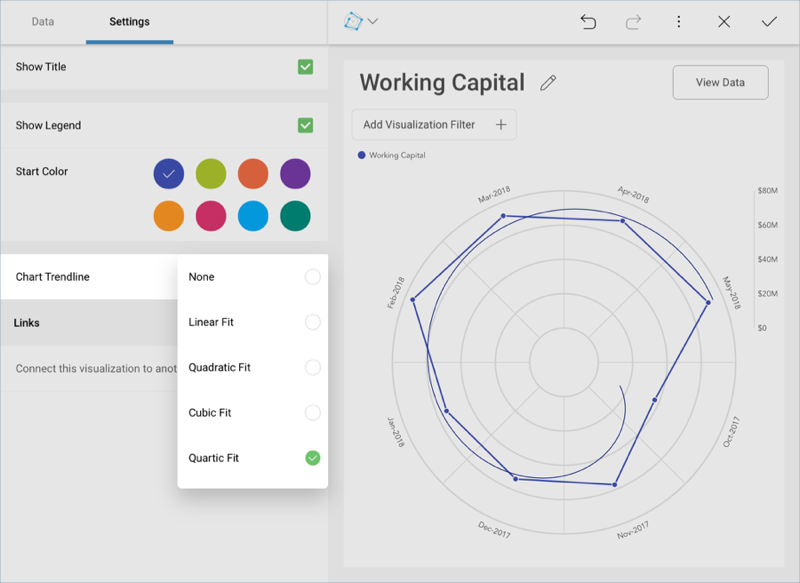 Data
Settings
Show Title
Show Legend
Start Color
Chart Trendline
None
Linear Fit
Links
Quadratic Fit
Connect this visualization to anot
Cubic Fit
Quartic Fit
Working Capital
View Data
Add Visualization Filter
Working Capital
Mar-2018
Apr-2018
Feb-2018
May-2018
Jan-2018
Oct-2017
Dec-2017
Nov-2017
$80M
$60M
$40M
$20M
$0